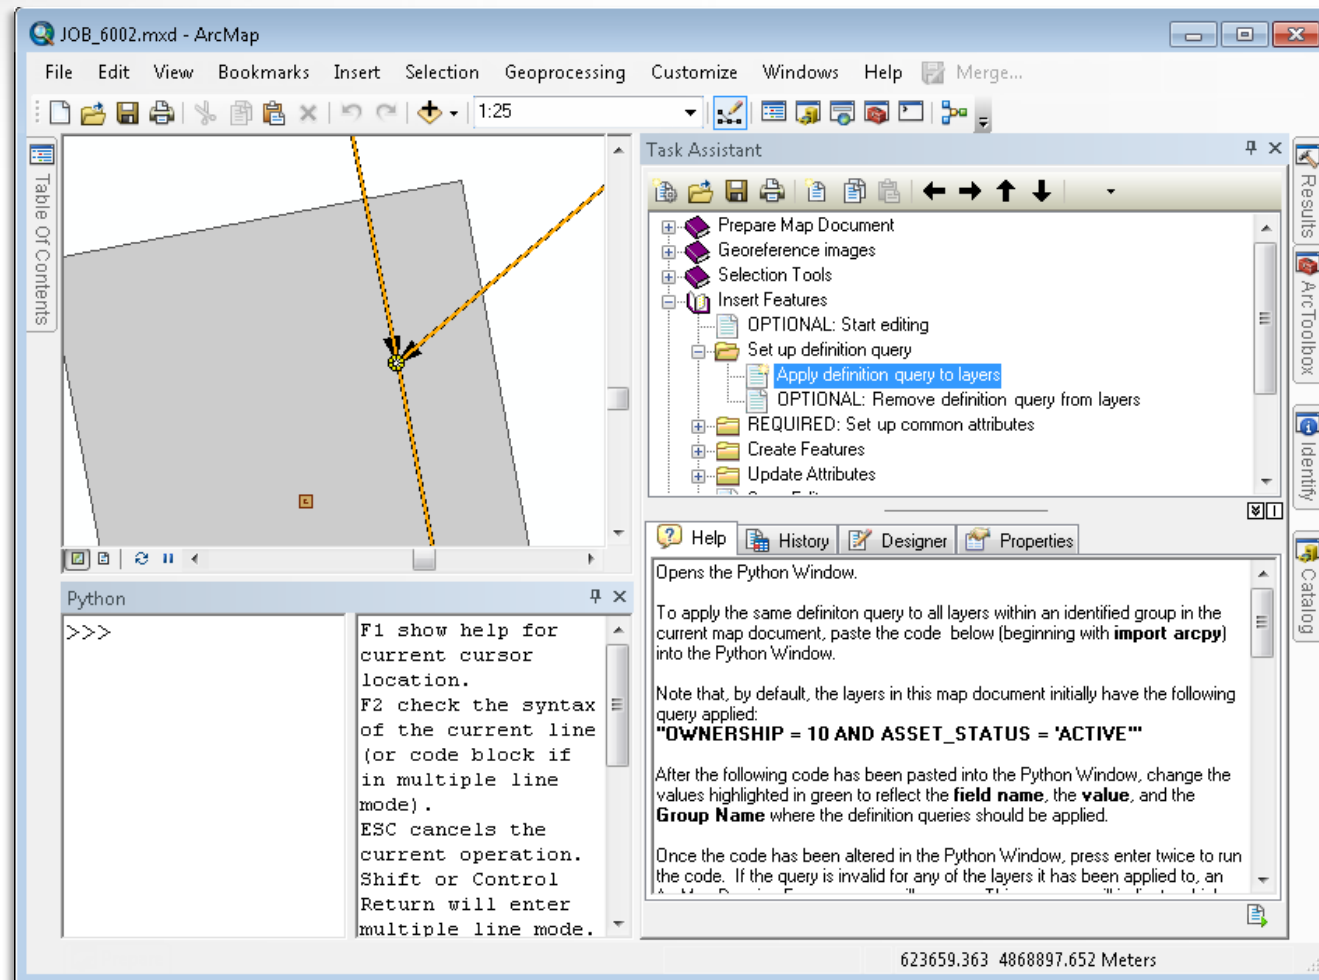 JOB_6002.mxd - ArcMap
File Edit View Bookmarks Insert Selection Geoprocessing Customize Windows Help Merge...
1:25
Table Of Contents
Task Assistant
Prepare Map Document
Georeference images
Selection Tools
Insert Features
OPTIONAL: Start editing
Set up definition query
Apply definition query to layers
OPTIONAL: Remove definition query from layers
REQUIRED: Set up common attributes
Create Features
Update Attributes
Help History Designer Properties
Opens the Python Window.
To apply the same definiton query to all layers within an identified group in the
current map document, paste the code below (beginning with import arcpy)
into the Python Window.
Note that, by default, the layers in this map document initially have the following
query applied:
"OWNERSHIP = 10 AND ASSET_STATUS = 'ACTIVE'"
After the following code has been pasted into the Python Window, change the
values highlighted in green to reflect the field name, the value, and the
Group Name where the definition queries should be applied.
Once the code has been altered in the Python Window, press enter twice to run
the code. If the query is invalid for any of the layers it has been applied to, an
Python
>>>
F1 show help for
current cursor
location.
F2 check the syntax
of the current line
(or code block if
in multiple line
mode).
ESC cancels the
current operation.
Shift or Control
Return will enter
multiple line mode.
Results
ArcToolbox
Identify
Catalog
623659.363 4868897.652 Meters